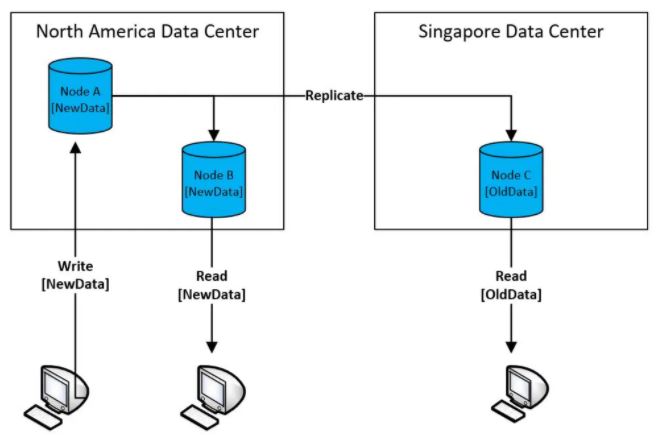 North America Data Center
Singapore Data Center
Node A
[NewData]
Replicate
Node B
[NewData]
Node C
[OldData]
Write
[NewData]
Read
[NewData]
Read
[OldData]